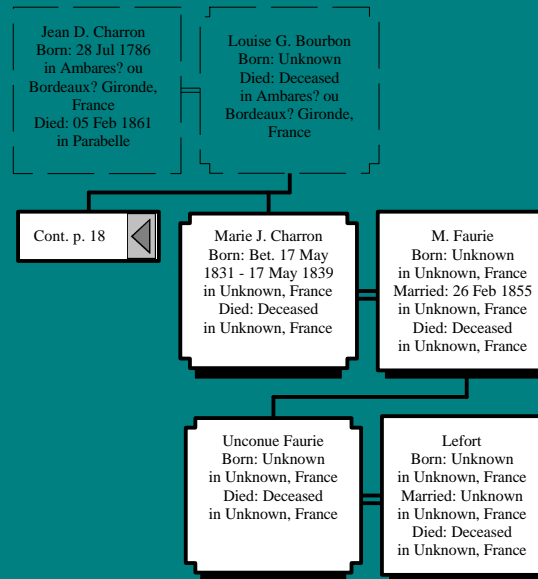 Jean D. Charron
Born: 28 Jul 1786
in Ambares? ou
Bordeaux? Gironde,
France
Died: 05 Feb 1861
in Parabelle
Louise G. Bourbon
Born: Unknown
Died: Deceased
in Ambares? ou
Bordeaux? Gironde,
France
Cont. p. 18
Marie J. Charron
Born: Bet. 17 May
1831 - 17 May 1839
in Unknown, France
Died: Deceased
in Unknown, France
M. Faurie
Born: Unknown
in Unknown, France
Married: 26 Feb 1855
in Unknown, France
Died: Deceased
in Unknown, France
Unconue Faurie
Born: Unknown
in Unknown, France
Died: Deceased
in Unknown, France
Lefort
Born: Unknown
in Unknown, France
Married: Unknown
in Unknown, France
Died: Deceased
in Unknown, France